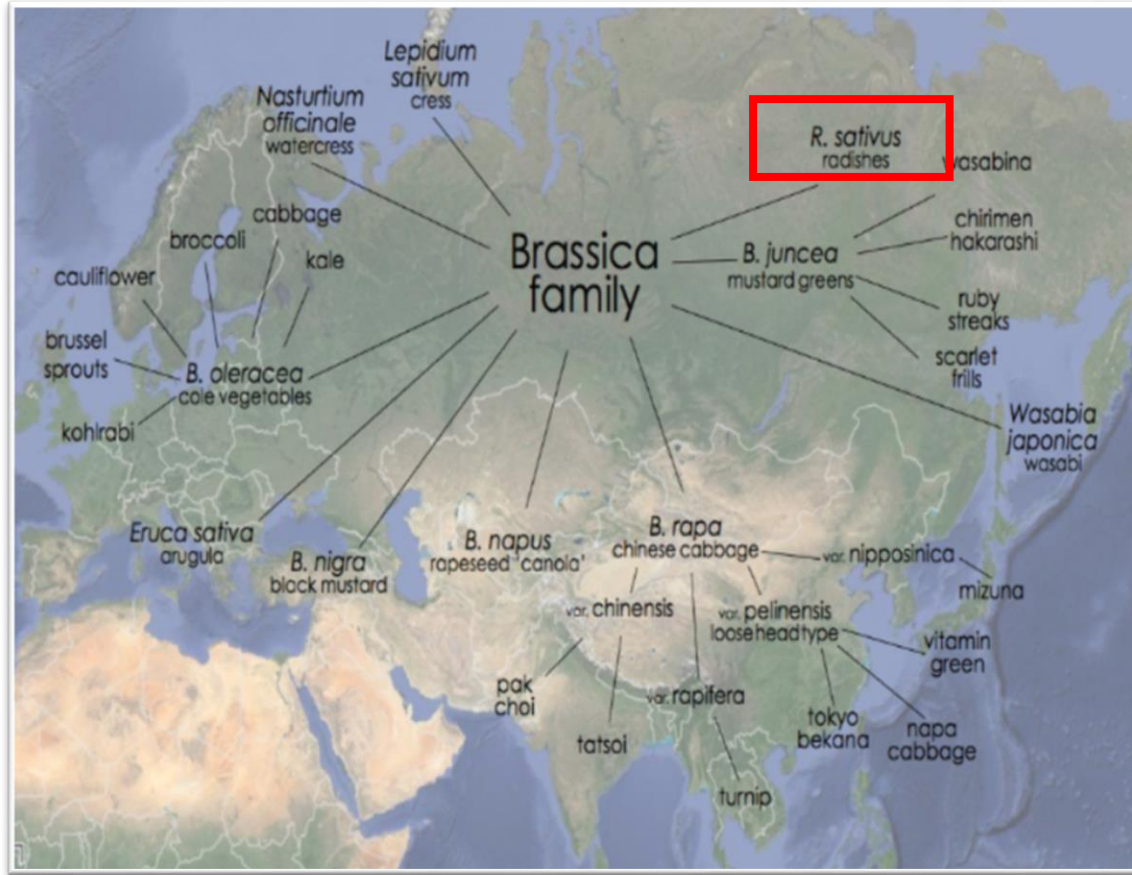 Lepidium
sativum
cress
Nasturtium
officinale
watercress
R. sativus
radishes
wasabina
cabbage
broccoli
kale
cauliflower
Brassica
family
B. juncea
mustard greens
chirimen
hakarashi
ruby
streaks
scarlet
frills
brussel
sprouts
B. oleracea
cole vegetables
kohlrabi
Wasabia
japonica
wasabi
Eruca sativa
arugula
B. nigra
black mustard
B. napus
rapeseed 'canola'
B. rapa
chinese cabbage
var. nipposinica
mizuna
var. chinensis
var. pelinensis
loosehead type
vitamin
green
pak
choi
tatsoi
var. rapifera
turnip
tokyo
bekana
napa
cabbage